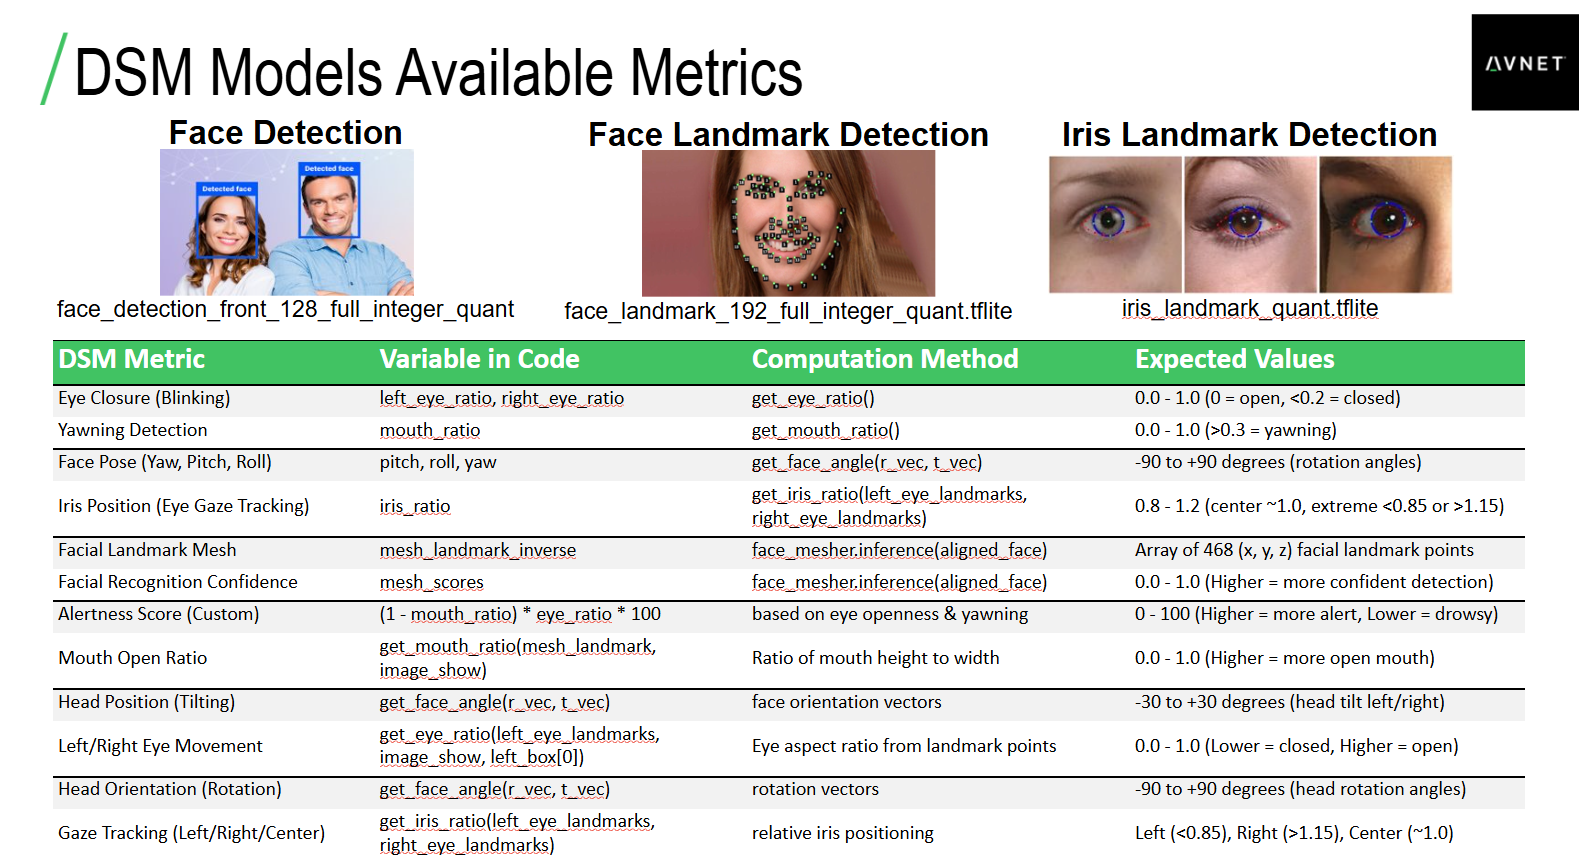 DSM Models Available Metrics
AVNET
Face Detection
Face Landmark Detection
Iris Landmark Detection
Detected face
Detected face
face_detection_front_128_full_integer_quant
face_landmark_192_full_integer_quant.tflite
iris_landmark_quant.tflite
DSM Metric Variable in Code Computation Method Expected Values
Eye Closure (Blinking) left_eye_ratio, right_eye_ratio get_eye_ratio() 0.0 - 1.0 (0 = open, <0.2 = closed)
Yawning Detection mouth_ratio get_mouth_ratio() 0.0 - 1.0 (>0.3 = yawning)
Face Pose (Yaw, Pitch, Roll) pitch, roll, yaw get_face_angle(r_vec, t_vec) -90 to +90 degrees (rotation angles)
Iris Position (Eye Gaze Tracking) iris_ratio get_iris_ratio(left_eye_landmarks,
right_eye_landmarks) 0.8 - 1.2 (center ~1.0, extreme <0.85 or >1.15)
Facial Landmark Mesh mesh_landmark_inverse face_mesher.inference(aligned_face) Array of 468 (x, y, z) facial landmark points
Facial Recognition Confidence mesh_scores face_mesher.inference(aligned_face) 0.0 - 1.0 (Higher = more confident detection)
Alertness Score (Custom) (1 - mouth_ratio) * eye_ratio * 100 based on eye openness & yawning 0 - 100 (Higher = more alert, Lower = drowsy)
Mouth Open Ratio get_mouth_ratio(mesh_landmark,
image_show) Ratio of mouth height to width 0.0 - 1.0 (Higher = more open mouth)
Head Position (Tilting) get_face_angle(r_vec, t_vec) face orientation vectors -30 to +30 degrees (head tilt left/right)
Left/Right Eye Movement get_eye_ratio(left_eye_landmarks,
image_show, left_box[0]) Eye aspect ratio from landmark points 0.0 - 1.0 (Lower = closed, Higher = open)
Head Orientation (Rotation) get_face_angle(r_vec, t_vec) rotation vectors -90 to +90 degrees (head rotation angles)
Gaze Tracking (Left/Right/Center) get_iris_ratio(left_eye_landmarks,
right_eye_landmarks) relative iris positioning Left (<0.85), Right (>1.15), Center (~1.0)